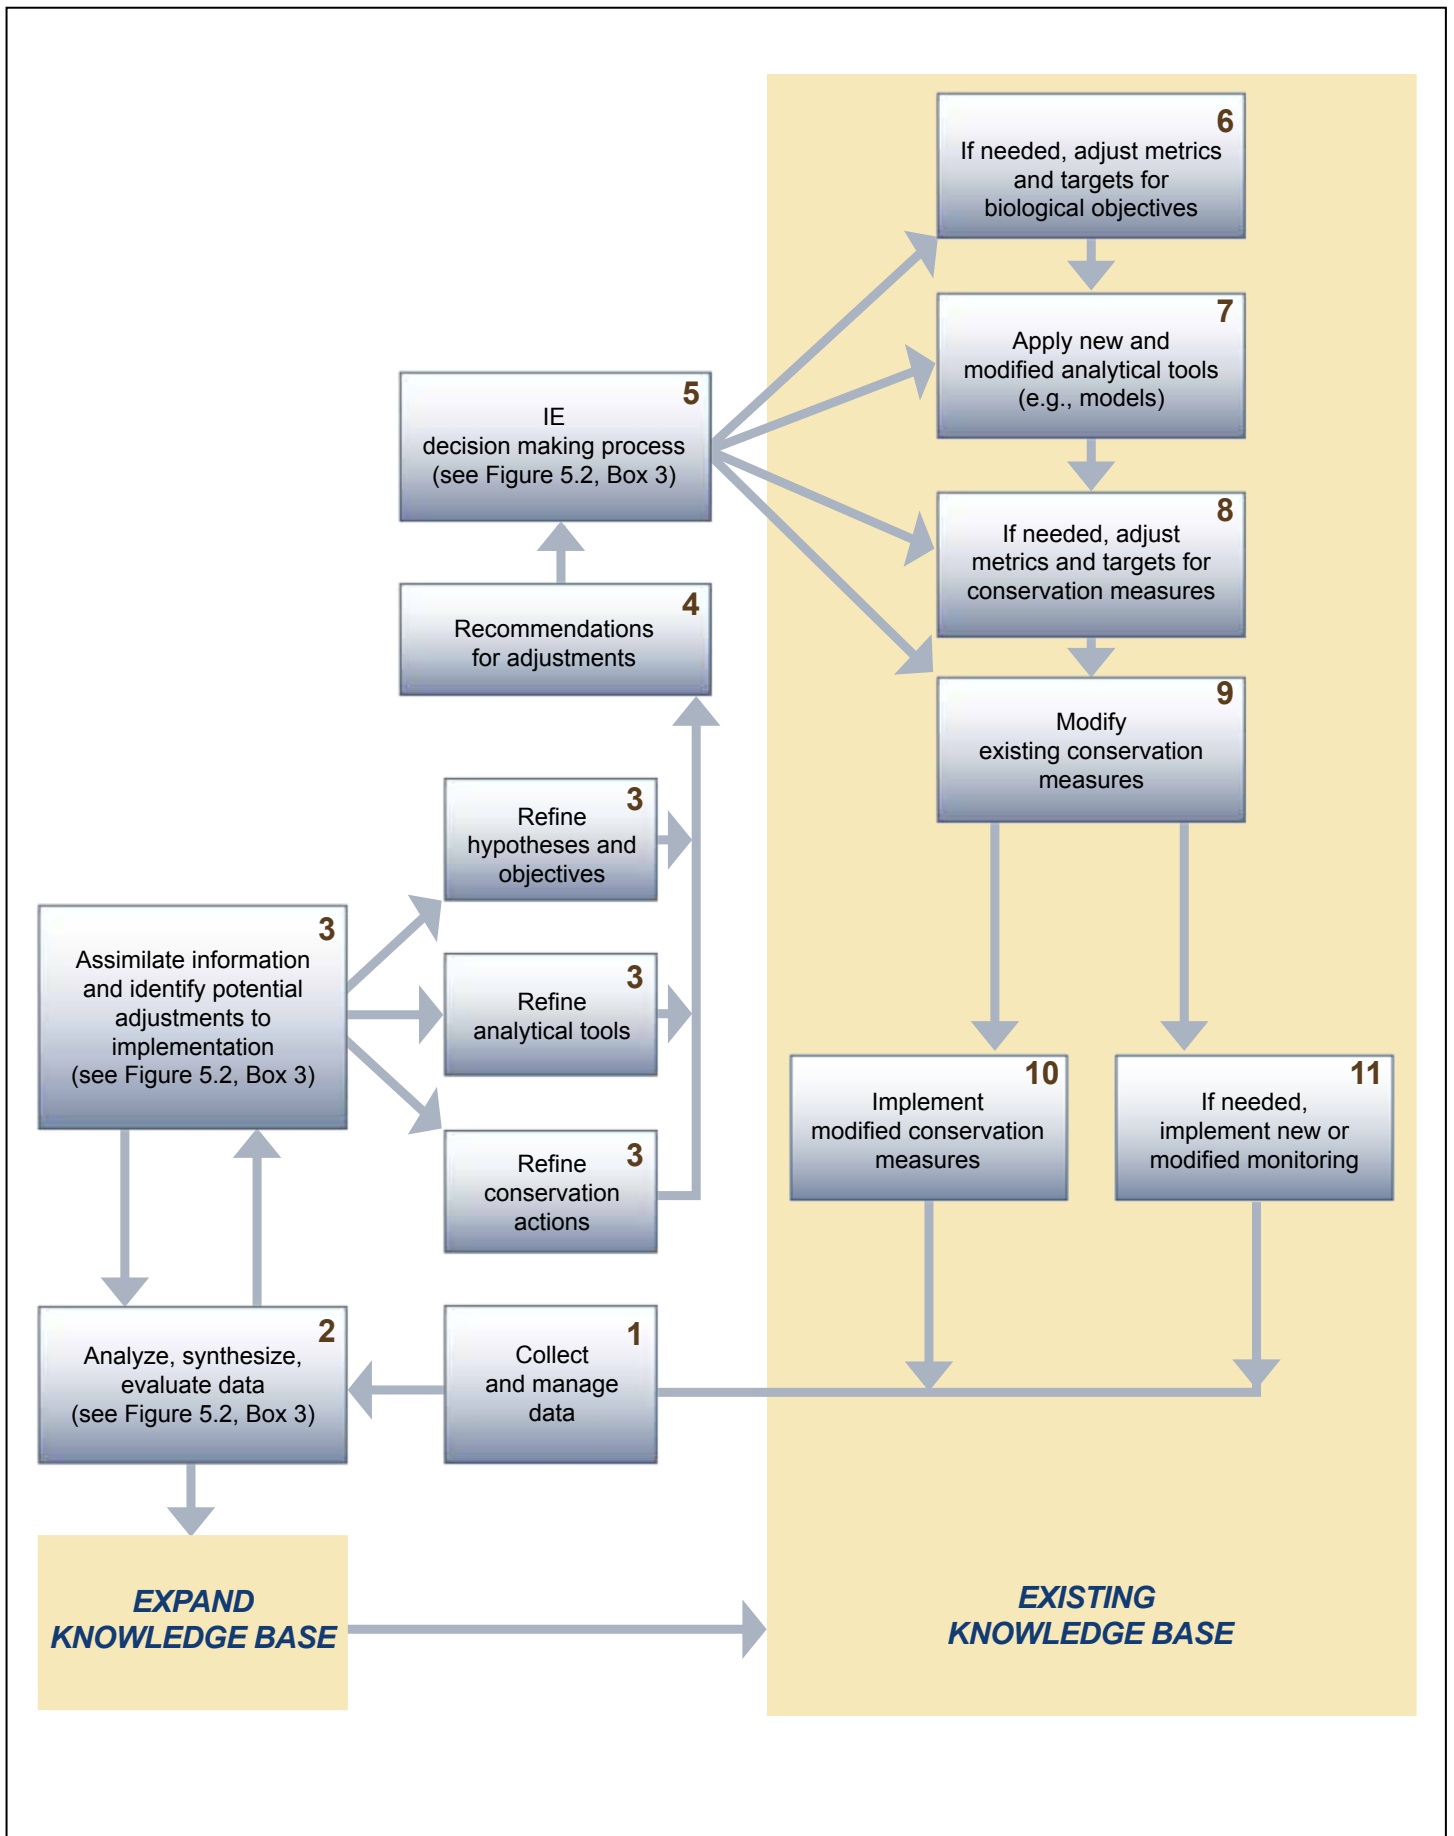 6
If needed, adjust metrics
and targets for
biological objectives
7
Apply new and
modified analytical tools
(e.g., models)
5
IE
decision making process
(see Figure 5.2, Box 3)
8
If needed, adjust
metrics and targets for
conservation measures
4
Recommendations
for adjustments
9
Modify
existing conservation
measures
3
Refine
hypotheses and
objectives
3
Assimilate information
and identify potential
adjustments to
implementation
(see Figure 5.2, Box 3)
3
Refine
analytical tools
10
Implement
modified conservation
measures
11
If needed,
implement new or
modified monitoring
3
Refine
conservation
actions
2
Analyze, synthesize,
evaluate data
(see Figure 5.2, Box 3)
1
Collect
and manage
data
EXPAND
KNOWLEDGE BASE
EXISTING
KNOWLEDGE BASE